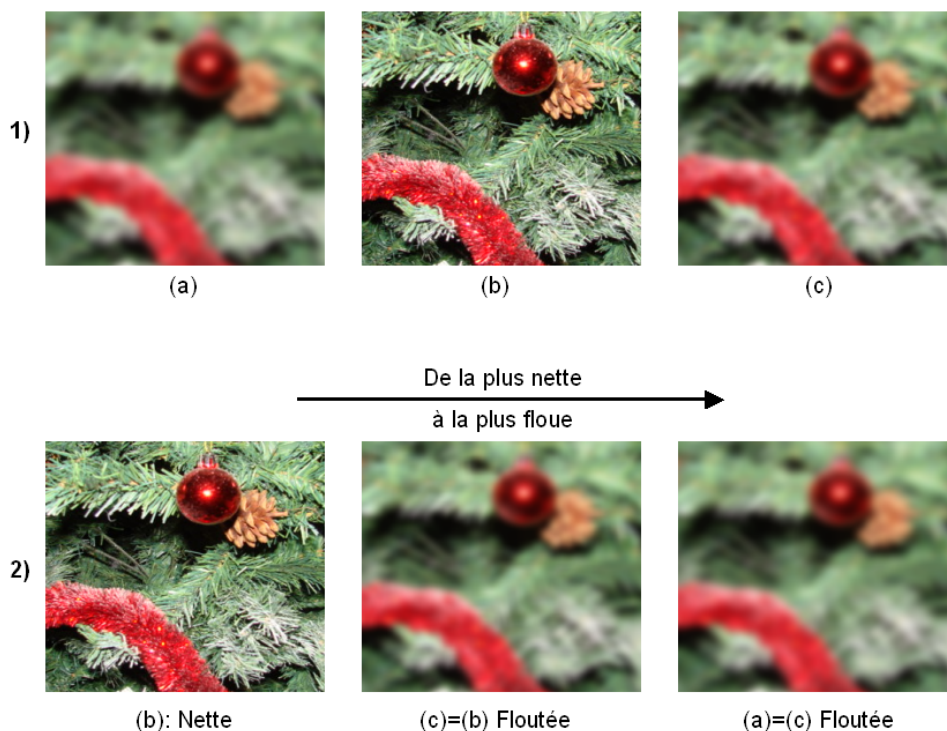 1)
(a)
(b)
(c)
De la plus nette
à la plus floue
2)
(b): Nette
(c)=(b) Floutée
(a)=(c) Floutée